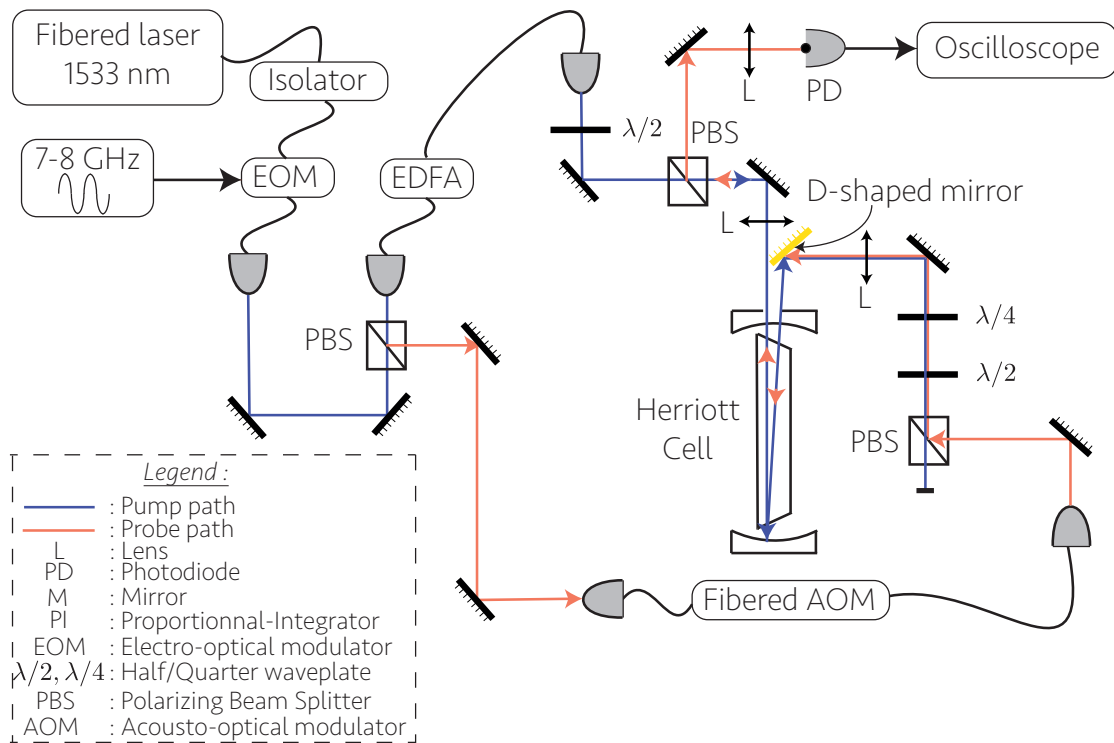 Fibered laser
1533 nm
Isolator
7-8 GHz
EOM
EDFA
λ/2
PBS
L
PD
Oscilloscope
D-shaped mirror
L
L
λ/4
λ/2
PBS
PBS
Herriott
Cell
Fibered AOM
Legend :
: Pump path
: Probe path
L : Lens
PD : Photodiode
M : Mirror
PI : Proportionnal-Integrator
EOM : Electro-optical modulator
λ/2, λ/4 : Half/Quarter waveplate
PBS : Polarizing Beam Splitter
AOM : Acousto-optical modulator